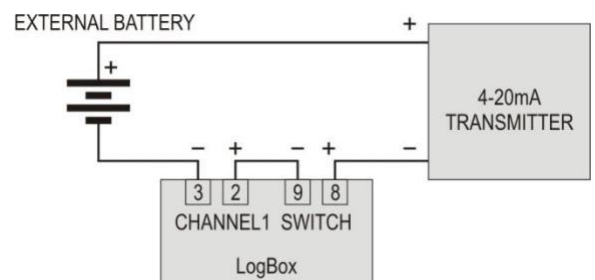 EXTERNAL BATTERY
+
+
4-20mA
TRANSMITTER
− + − + −
3 2 9 8
CHANNEL1 SWITCH
LogBox